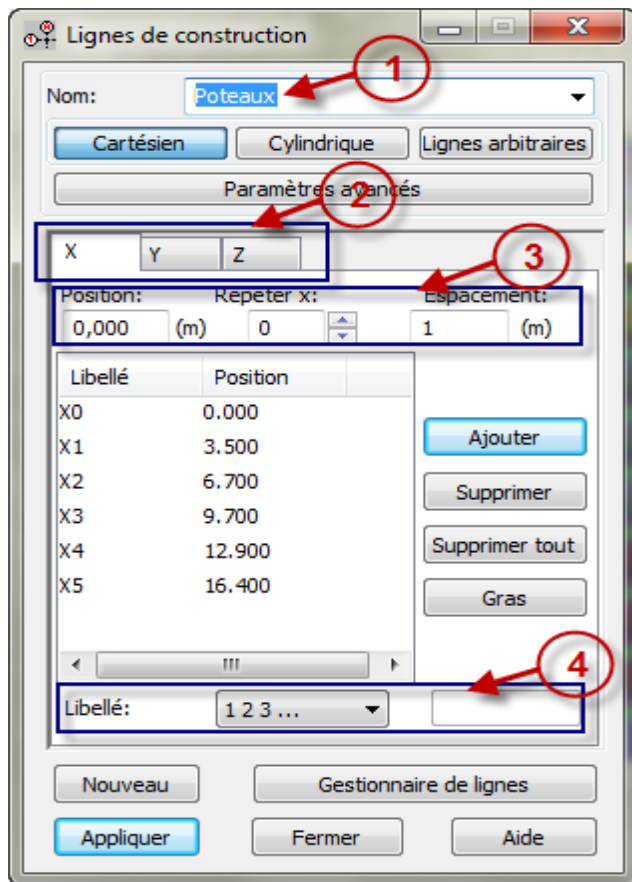 Lignes de construction
1
Nom: Poteaux
Cartésien Cylindrique Lignes arbitraires
Paramètres avancés
2
X Y Z
3
Position: Repeter x: Espacement:
0,000 (m) 0 1 (m)
Libellé Position
X0 0.000
X1 3.500
X2 6.700
X3 9.700
X4 12.900
X5 16.400
Ajouter
Supprimer
Supprimer tout
Gras
4
Libellé: 1 2 3 ...
Nouveau Gestionnaire de lignes
Appliquer Fermer Aide